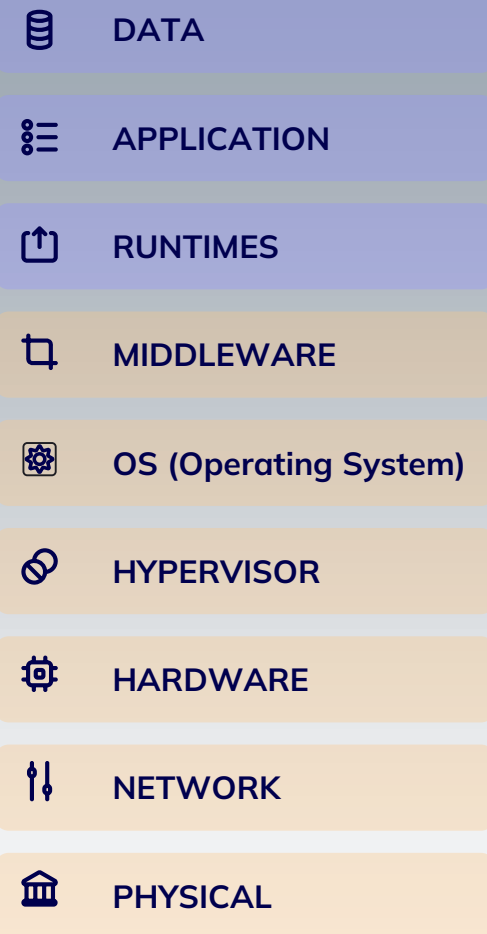 DATA
APPLICATION
RUNTIMES
MIDDLEWARE
OS (Operating System)
HYPERVISOR
HARDWARE
NETWORK
PHYSICAL